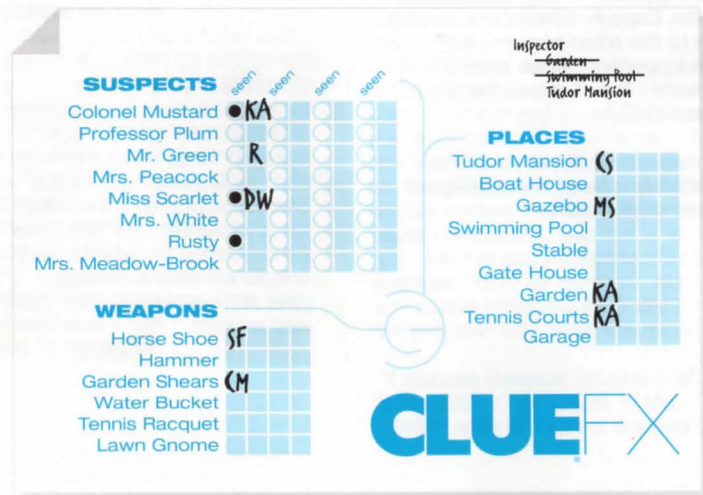 Inspector
Garden
Swimming Pool
Tudor Mansion
SUSPECTS
seen seen seen seen
Colonel Mustard KA
Professor Plum
Mr. Green R
Mrs. Peacock
Miss Scarlet DW
Mrs. White
Rusty
Mrs. Meadow-Brook
WEAPONS
Horse Shoe SF
Hammer
Garden Shears CM
Water Bucket
Tennis Racquet
Lawn Gnome
PLACES
Tudor Mansion CS
Boat House
Gazebo MS
Swimming Pool
Stable
Gate House
Garden KA
Tennis Courts KA
Garage
CLUEFX